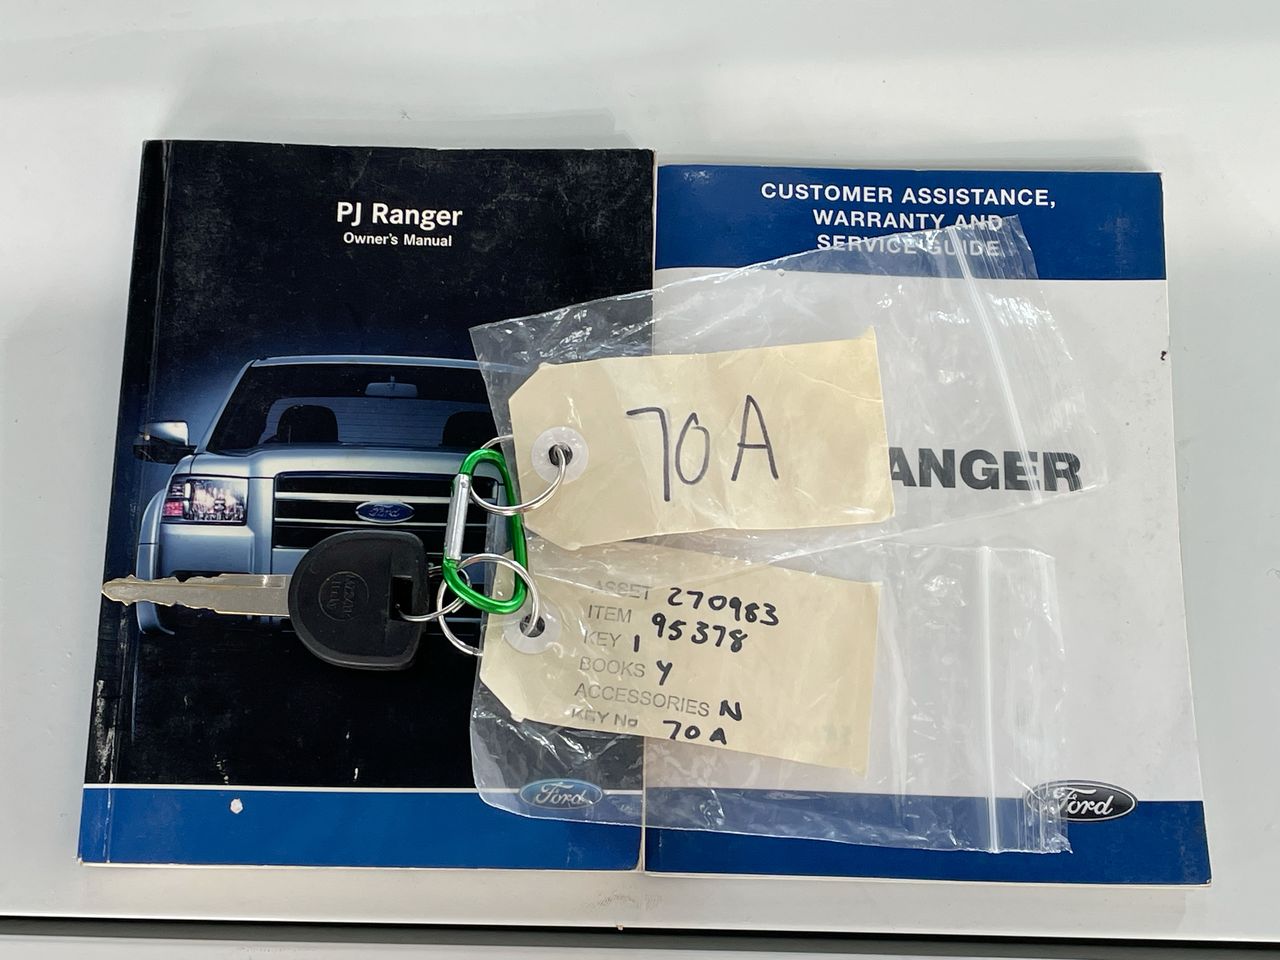 PJ Ranger
Owner's Manual
Ford
Ford
CUSTOMER ASSISTANCE,
WARRANTY AND
SERVICE GUIDE
ANGER
Ford
70A
ASSET 270983
ITEM 95378
KEY 1
BOOKS Y
ACCESSORIES N
KEY No 70A